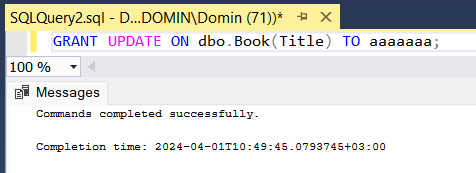 SQLQuery2.sql - D...DOMIN\Domin (71))*
GRANT UPDATE ON dbo.Book(Title) TO aaaaaaa;
100 %
Messages
Commands completed successfully.
Completion time: 2024-04-01T10:49:45.0793745+03:00